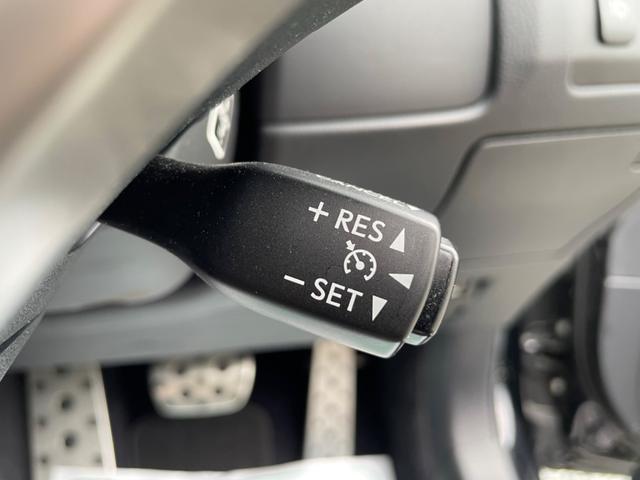 + RES
– SET